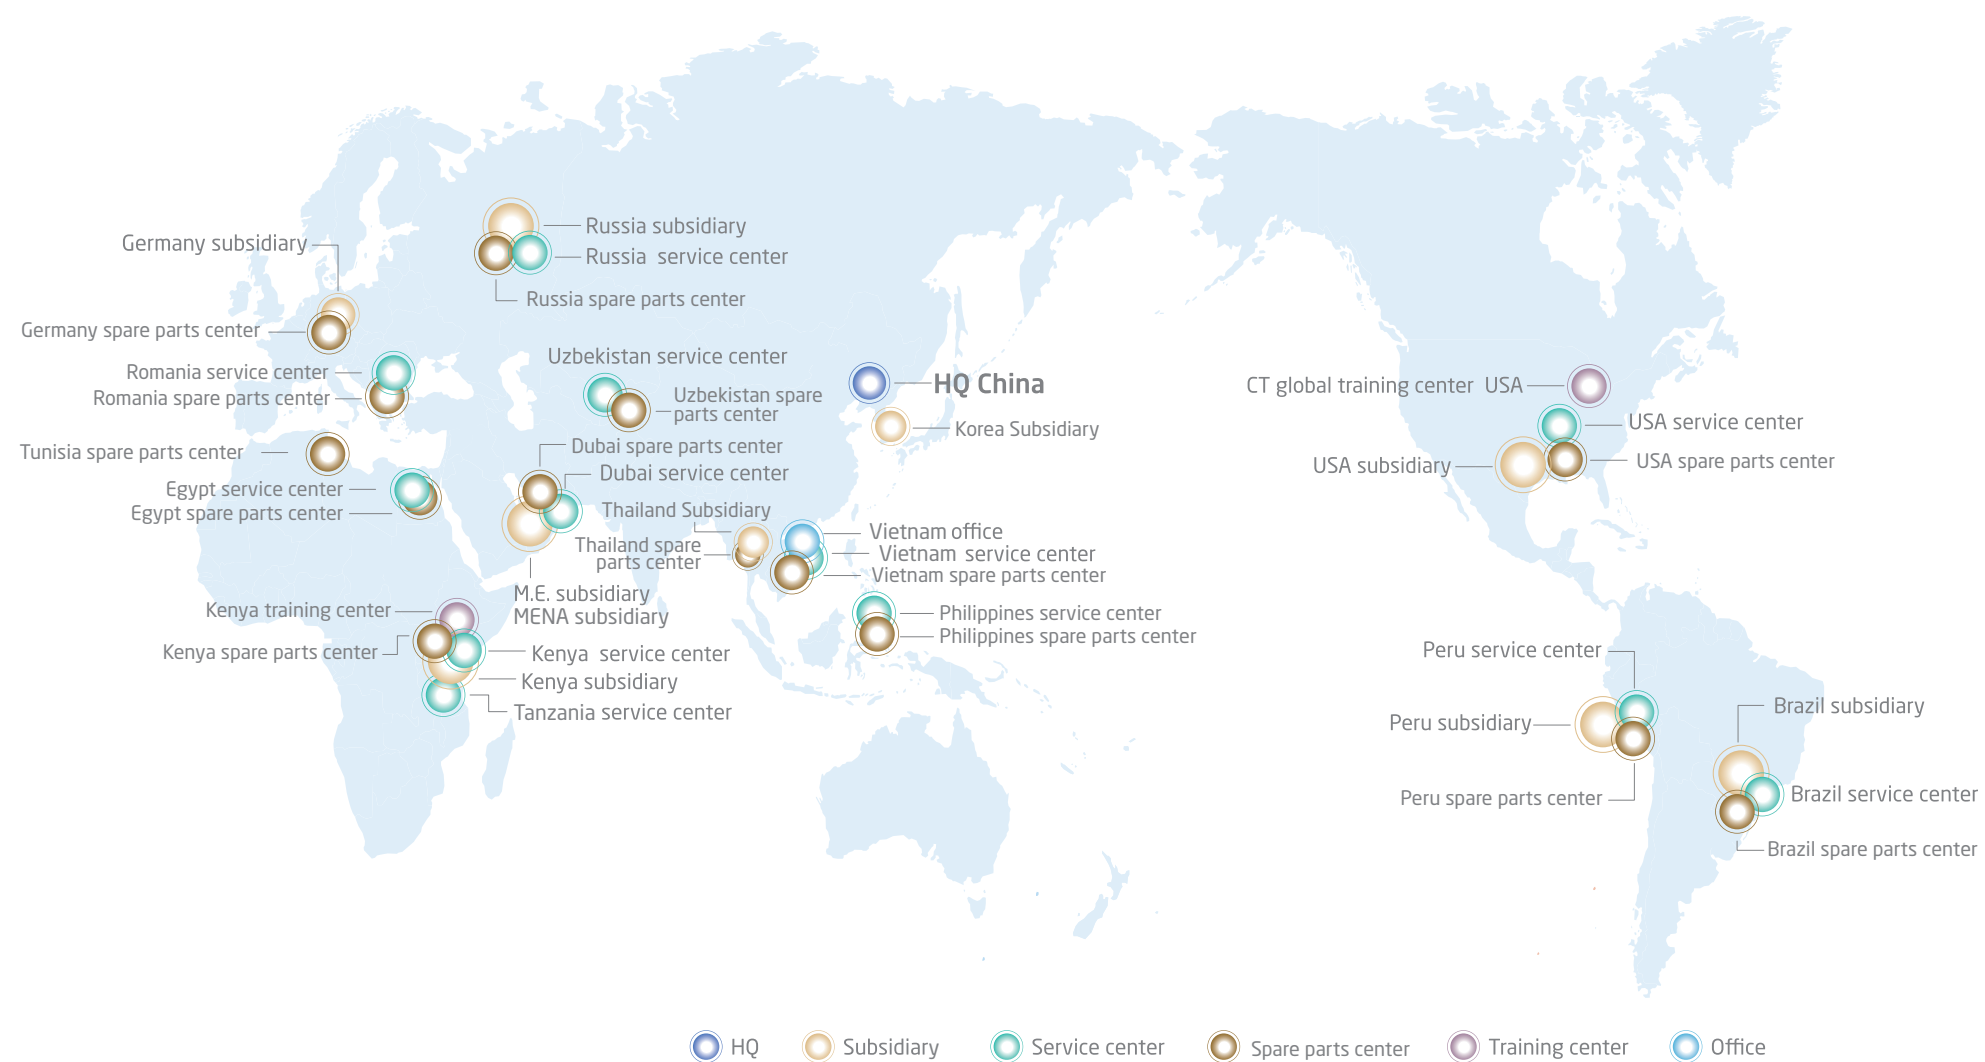 Germany subsidiary
Russia subsidiary
Russia service center
Russia spare parts center
Germany spare parts center
Romania service center
Romania spare parts center
Uzbekistan service center
Uzbekistan spare
parts center
HQ China
Korea Subsidiary
CT global training center USA
USA service center
USA subsidiary
USA spare parts center
Tunisia spare parts center
Dubai spare parts center
Dubai service center
Egypt service center
Egypt spare parts center
Thailand Subsidiary
Thailand spare
parts center
Vietnam office
Vietnam service center
Vietnam spare parts center
M.E. subsidiary
MENA subsidiary
Kenya training center
Kenya spare parts center
Kenya service center
Kenya subsidiary
Tanzania service center
Philippines service center
Philippines spare parts center
Peru service center
Peru subsidiary
Peru spare parts center
Brazil subsidiary
Brazil service center
Brazil spare parts center
HQ
Subsidiary
Service center
Spare parts center
Training center
Office